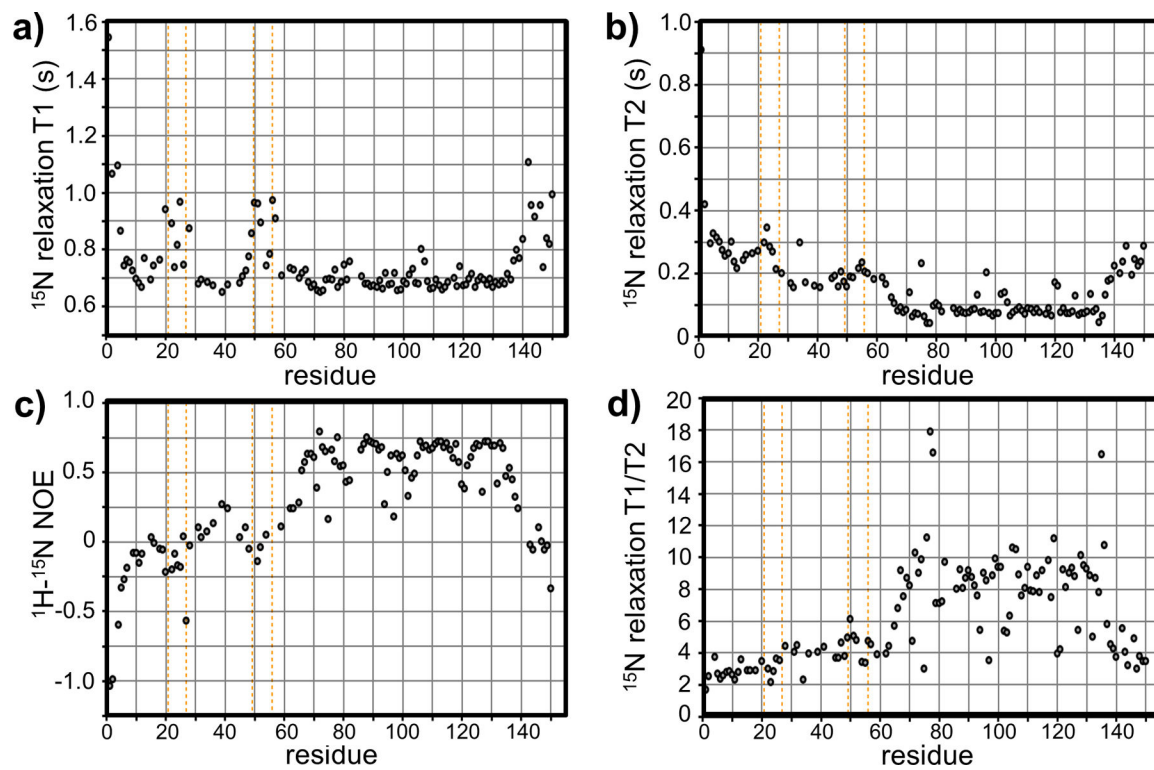 a)
15N relaxation T1 (s)
1.6
1.4
1.2
1.0
0.8
0.6
0 20 40 60 80 100 120 140
residue
b)
15N relaxation T2 (s)
1.0
0.8
0.6
0.4
0.2
0
0 20 40 60 80 100 120 140
residue
c)
1H-15N NOE
1.0
0.5
0
-0.5
-1.0
0 20 40 60 80 100 120 140
residue
d)
15N relaxation T1/T2
20
18
16
14
12
10
8
6
4
2
0
0 20 40 60 80 100 120 140
residue